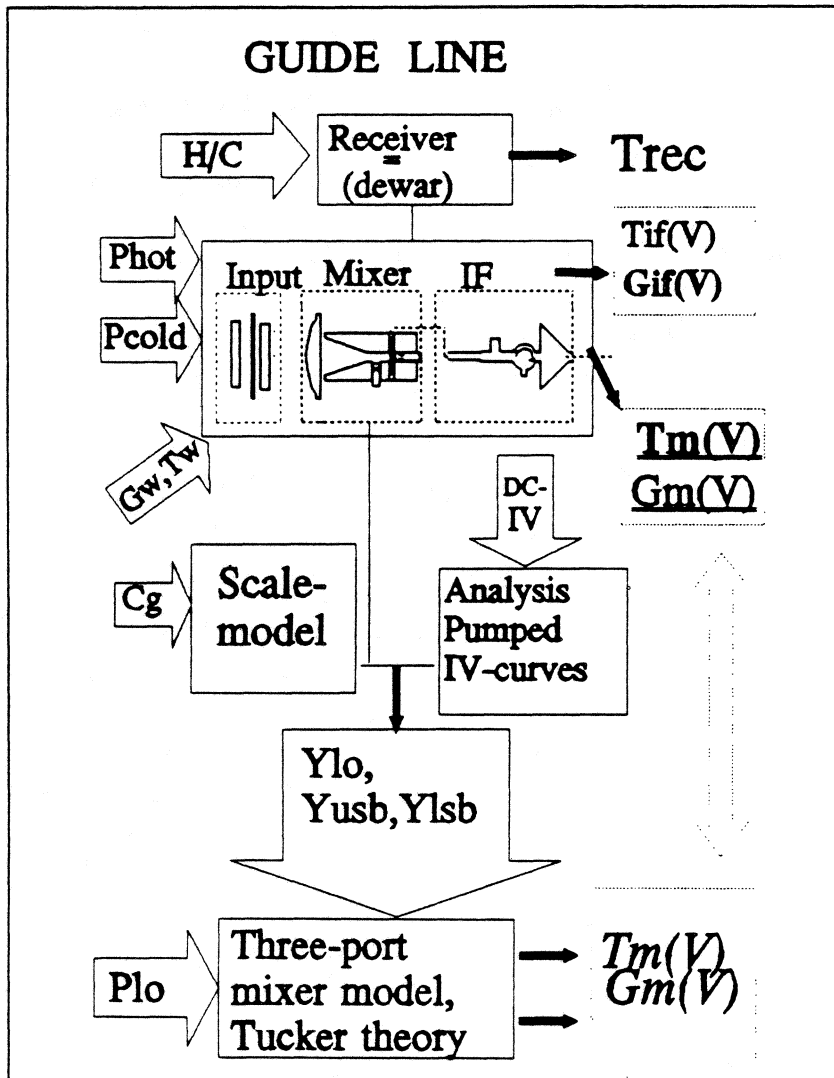 GUIDE LINE
H/C
Receiver
=
(dewar)
Trec
Phot
Pcold
Input
Mixer
IF
Tif(V)
Gif(V)
Tm(V)
Gm(V)
Gw,Tw
DC-
IV
Cg
Scale-
model
Analysis
Pumped
IV-curves
Ylo,
Yusb,Ylsb
Plo
Three-port
mixer model,
Tucker theory
Tm(V)
Gm(V)